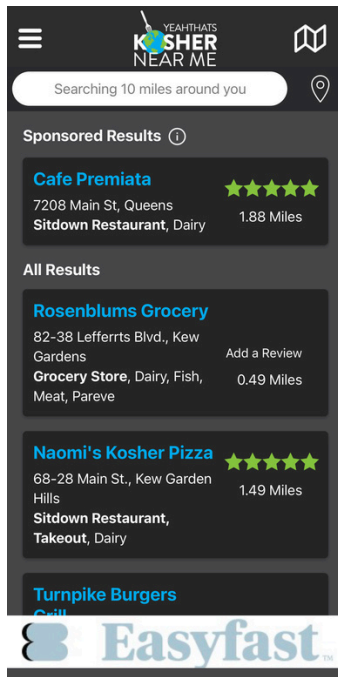 YEAHTHATS
KOSHER
NEAR ME
Searching 10 miles around you
Sponsored Results
Cafe Premiata
7208 Main St, Queens
1.88 Miles
Sitdown Restaurant, Dairy
All Results
Rosenblums Grocery
82-38 Lefferrts Blvd., Kew
Gardens
Add a Review
Grocery Store, Dairy, Fish,
0.49 Miles
Meat, Pareve
Naomi's Kosher Pizza
68-28 Main St., Kew Garden
Hills
1.49 Miles
Sitdown Restaurant,
Takeout, Dairy
Turnpike Burgers
Grill
Easyfast™